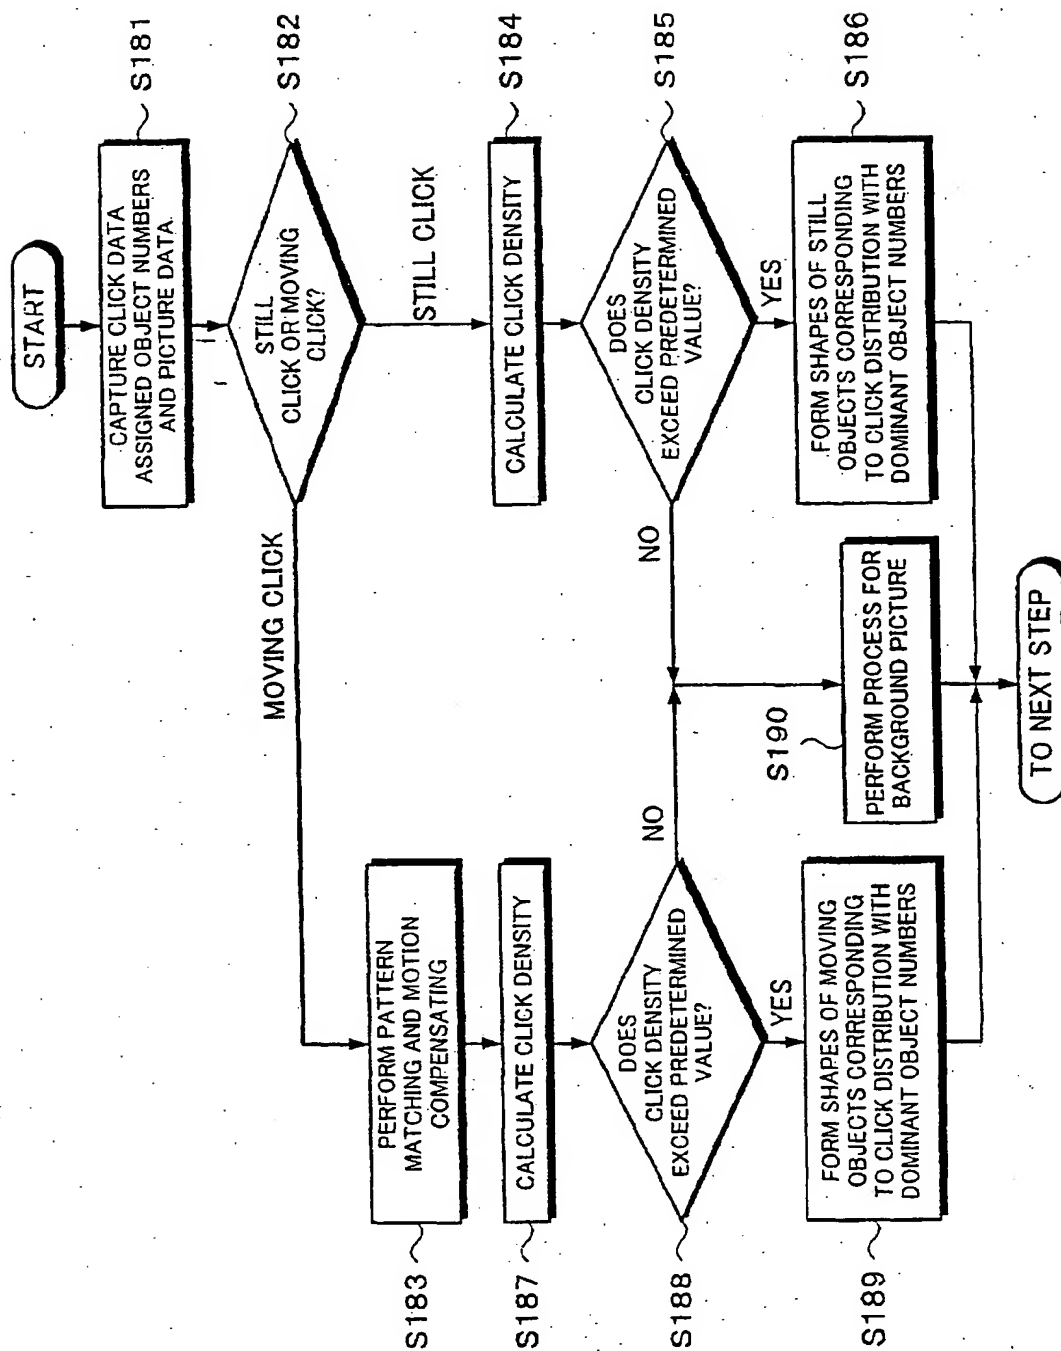 START
CAPTURE CLICK DATA
ASSIGNED OBJECT NUMBERS
AND PICTURE DATA
S181
STILL
CLICK OR MOVING
CLICK?
S182
MOVING CLICK
STILL CLICK
PERFORM PATTERN
MATCHING AND MOTION
COMPENSATING
S183
CALCULATE CLICK DENSITY
S184
CALCULATE CLICK DENSITY
S187
DOES
CLICK DENSITY
EXCEED PREDETERMINED
VALUE?
S185
NO
YES
DOES
CLICK DENSITY
EXCEED PREDETERMINED
VALUE?
S188
NO
YES
FORM SHAPES OF STILL
OBJECTS CORRESPONDING
TO CLICK DISTRIBUTION WITH
DOMINANT OBJECT NUMBERS
S186
S190
PERFORM PROCESS FOR
BACKGROUND PICTURE
FORM SHAPES OF MOVING
OBJECTS CORRESPONDING
TO CLICK DISTRIBUTION WITH
DOMINANT OBJECT NUMBERS
S189
TO NEXT STEP